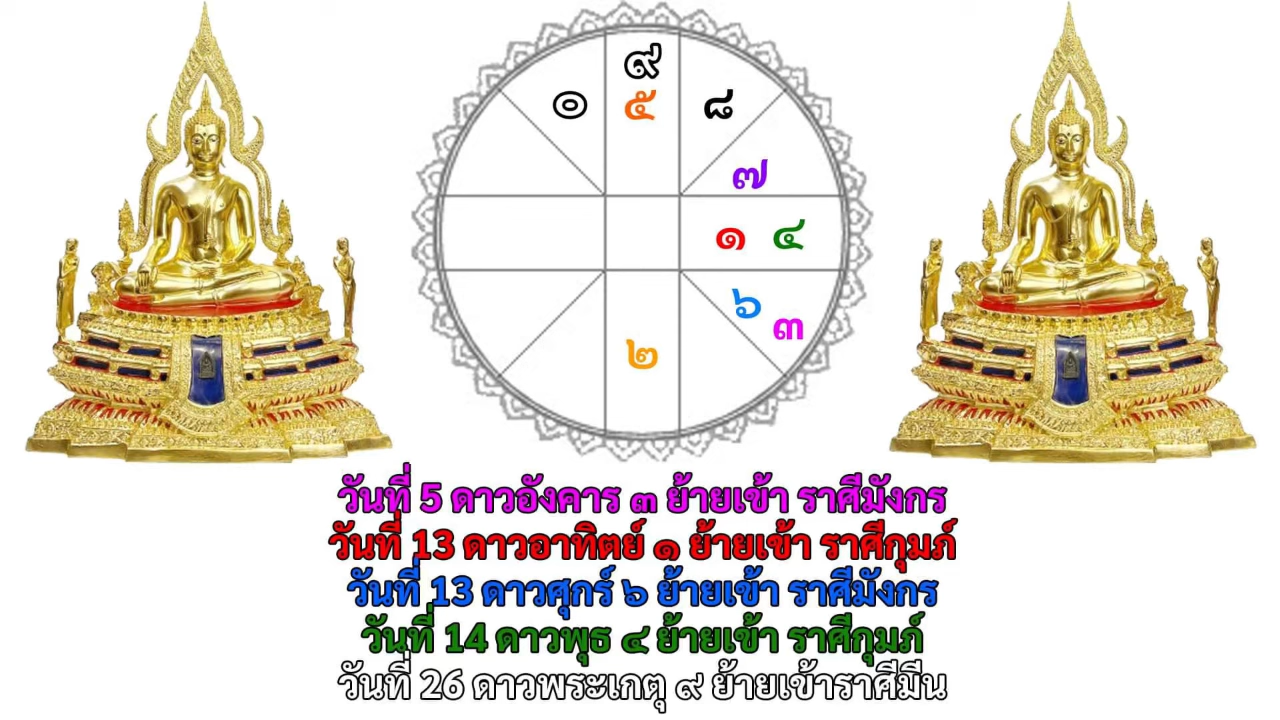 ๙
๐ ๕ ๘
๗
๑ ๔
๖
๓
๒
วันที่ 5 ดาวอังคาร ๓ ย้ายเข้า ราศีมังกร
วันที่ 13 ดาวอาทิตย์ ๑ ย้ายเข้า ราศีกุมภ์
วันที่ 13 ดาวศุกร์ ๖ ย้ายเข้า ราศีมังกร
วันที่ 14 ดาวพุธ ๔ ย้ายเข้า ราศีกุมภ์
วันที่ 26 ดาวพระเกตุ ๙ ย้ายเข้าราศีมีน